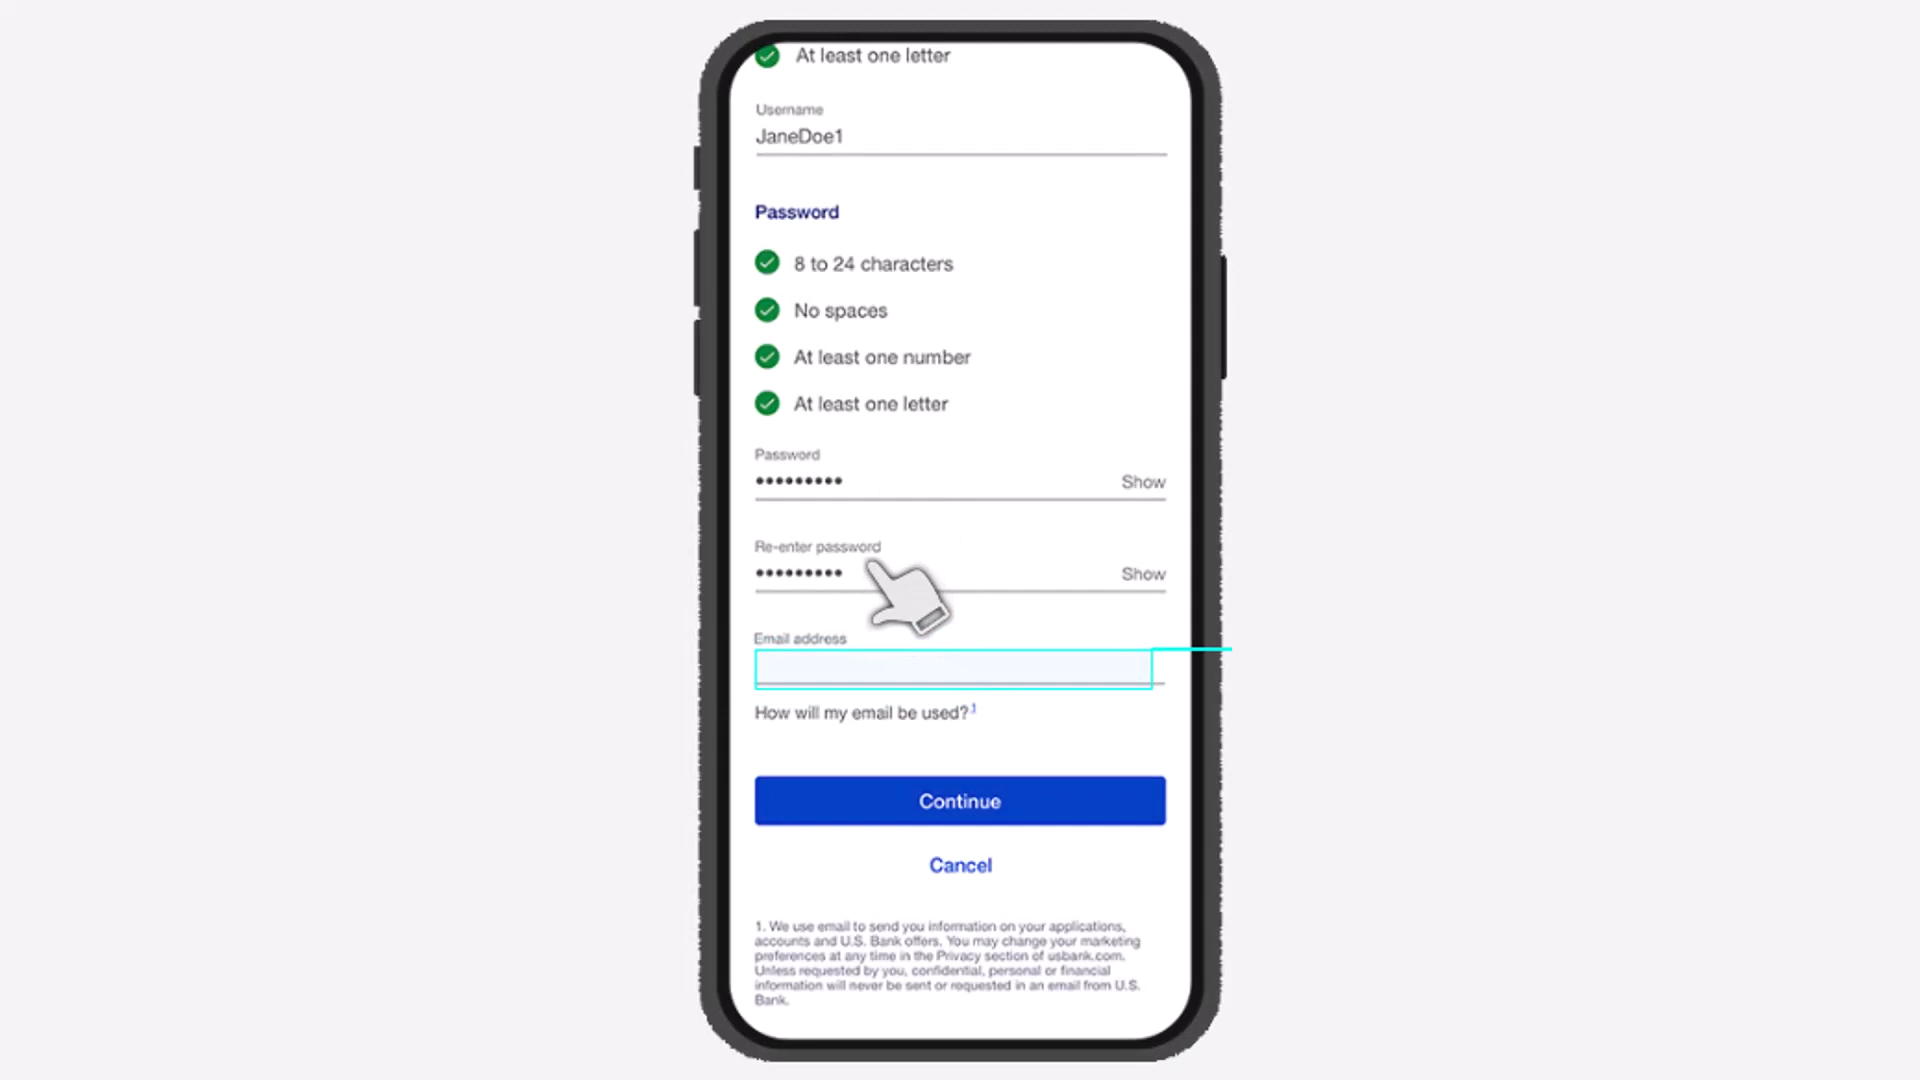 At least one letter
Username
JaneDoe1
Password
8 to 24 characters
No spaces
At least one number
At least one letter
Password
••••••••• Show
Re-enter password
••••••••• Show
Email address
How will my email be used?1
Continue
Cancel
1. We use email to send you information on your applications,
accounts and U.S. Bank offers. You may change your marketing
preferences at any time in the Privacy section of usbank.com.
Unless requested by you, confidential, personal or financial
information will never be sent or requested in an email from U.S.
Bank.